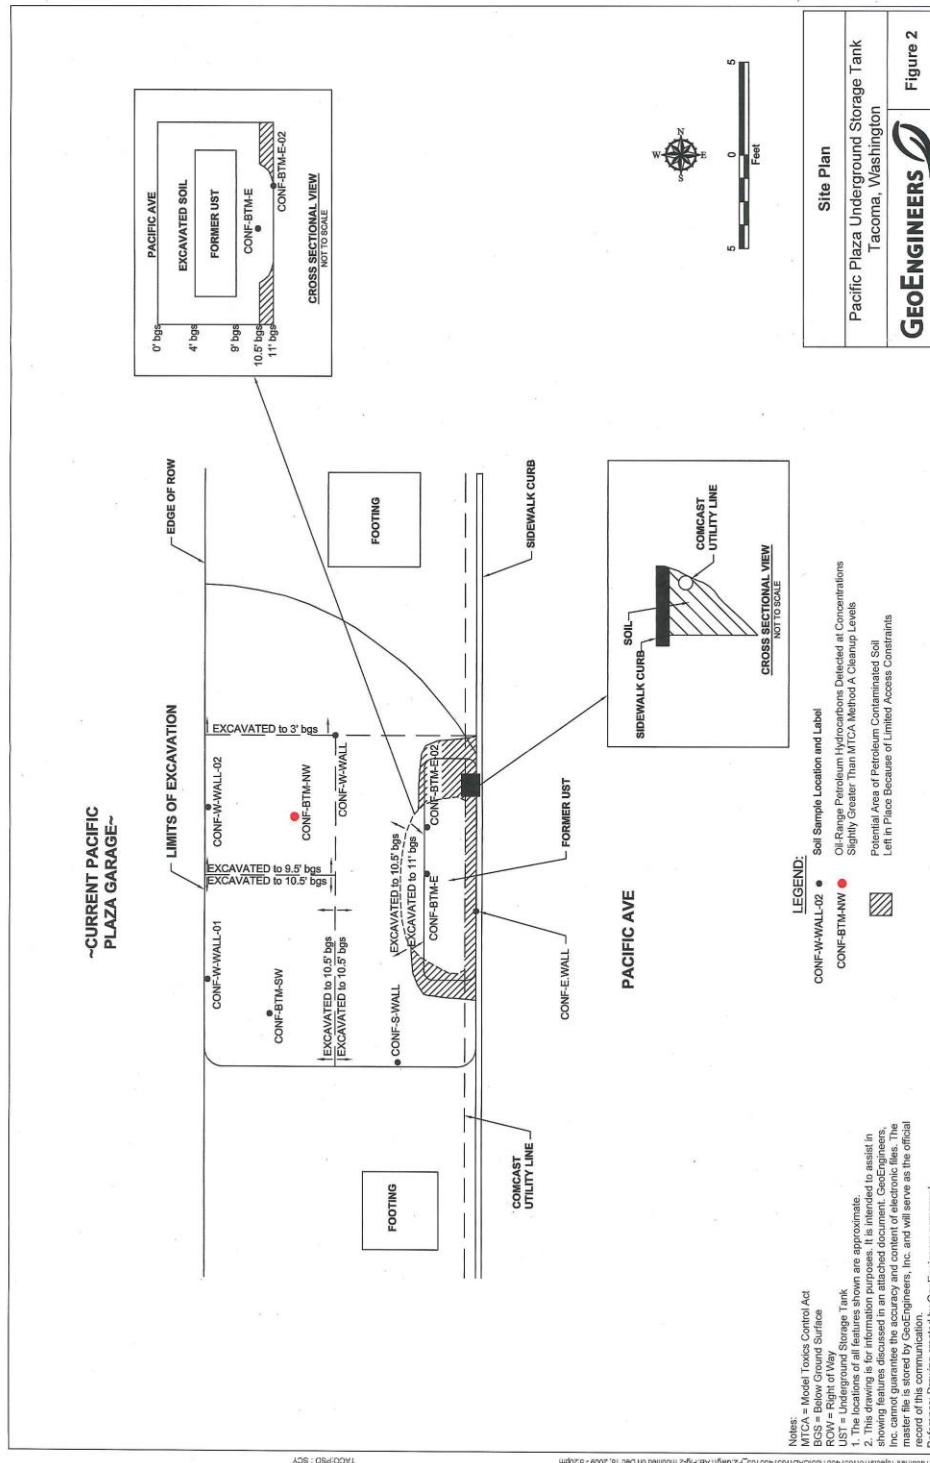 ~CURRENT PACIFIC
PLAZA GARAGE~
LIMITS OF EXCAVATION
EDGE OF ROW
CONF-W-WALL-01
CONF-W-WALL-02
CONF-BTM-SW
CONF-BTM-NW
EXCAVATED to 9.5' bgs
EXCAVATED to 10.5' bgs
EXCAVATED to 3' bgs
EXCAVATED to 10.5' bgs
EXCAVATED to 10.5' bgs
CONF-W-WALL
CONF-S-WALL
EXCAVATED to 10.5' bgs
EXCAVATED to 11' bgs
CONF-BTM-E
CONF-BTM-E-02
FOOTING
FOOTING
COMCAST
UTILITY LINE
CONF-E.WALL
FORMER UST
SIDEWALK CURB
PACIFIC AVE
PACIFIC AVE
0' bgs
EXCAVATED SOIL
4' bgs
FORMER UST
9' bgs
CONF-BTM-E
10.5' bgs
11' bgs
CONF-BTM-E-02
CROSS SECTIONAL VIEW
NOT TO SCALE
SIDEWALK CURB
SOIL
COMCAST
UTILITY LINE
CROSS SECTIONAL VIEW
NOT TO SCALE
N
W
E
S
5
0
5
Feet
LEGEND:
CONF-W-WALL-02
Soil Sample Location and Label
CONF-BTM-NW
Oil-Range Petroleum Hydrocarbons Detected at Concentrations
Slightly Greater Than MTCA Method A Cleanup Levels
Potential Area of Petroleum Contaminated Soil
Left in Place Because of Limited Access Constraints
Notes:
MTCA = Model Toxics Control Act
BGS = Below Ground Surface
ROW = Right of Way
UST = Underground Storage Tank
1. The locations of all features shown are approximate.
2. This drawing is for information purposes. It is intended to assist in
showing features discussed in an attached document. GeoEngineers,
Inc. cannot guarantee the accuracy and content of electronic files. The
master file is stored by GeoEngineers, Inc. and will serve as the official
record of this communication.
Site Plan
Pacific Plaza Underground Storage Tank
Tacoma, Washington
GEOENGINEERS
Figure 2